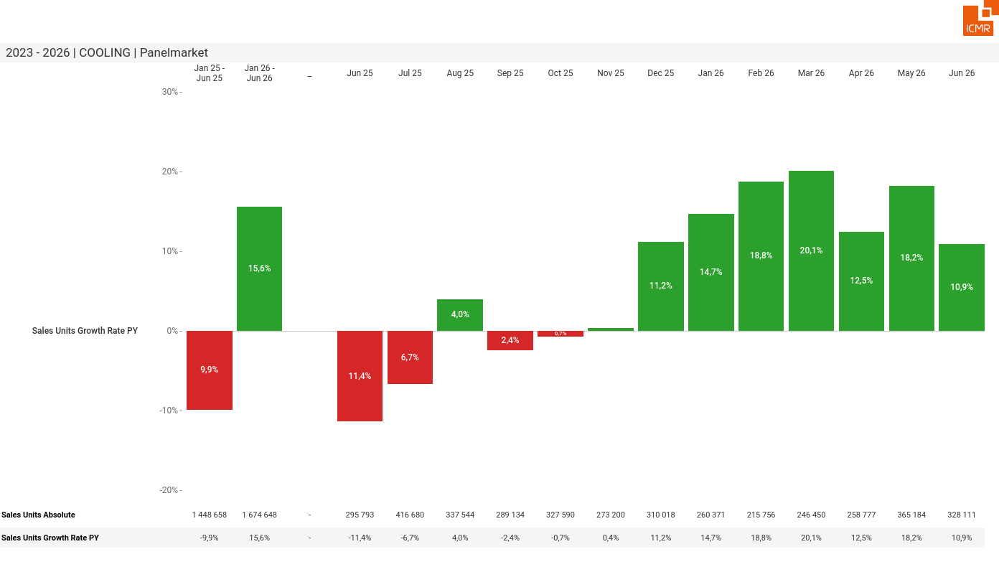 ICMR
2023 - 2026 | COOLING | Panelmarket
Jan 25 - Jan 26 -
Jun 25 Jun 26 – Jun 25 Jul 25 Aug 25 Sep 25 Oct 25 Nov 25 Dec 25 Jan 26 Feb 26 Mar 26 Apr 26 May 26 Jun 26
30%
20%
10%
Sales Units Growth Rate PY 0%
-10%
-20%
9,9% 15,6% 11,4% 6,7% 4,0% 2,4% 0,7% 11,2% 14,7% 18,8% 20,1% 12,5% 18,2% 10,9%
Sales Units Absolute 1 448 658 1 674 648 - 295 793 416 680 337 544 289 134 327 590 273 200 310 018 260 371 215 756 246 450 258 777 365 184 328 111
Sales Units Growth Rate PY -9,9% 15,6% - -11,4% -6,7% 4,0% -2,4% -0,7% 0,4% 11,2% 14,7% 18,8% 20,1% 12,5% 18,2% 10,9%